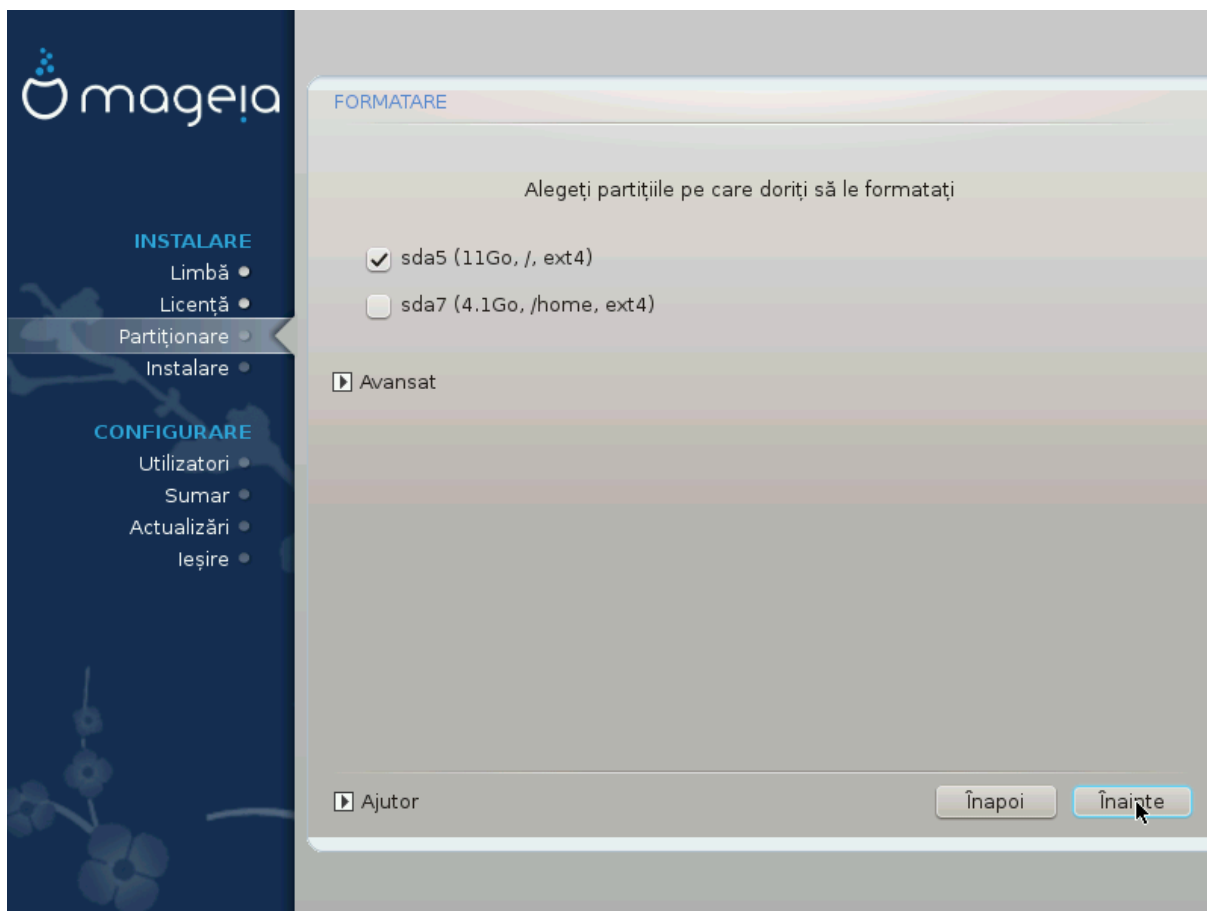 mageia
INSTALARE
Limbă
Licență
Partiționare
Instalare
CONFIGURARE
Utilizatori
Sumar
Actualizări
Ieșire
FORMATARE
Alegeți partițiile pe care doriți să le formatați
sda5 (11Go, /, ext4)
sda7 (4.1Go, /home, ext4)
Avansat
Ajutor
Înapoi
Înainte